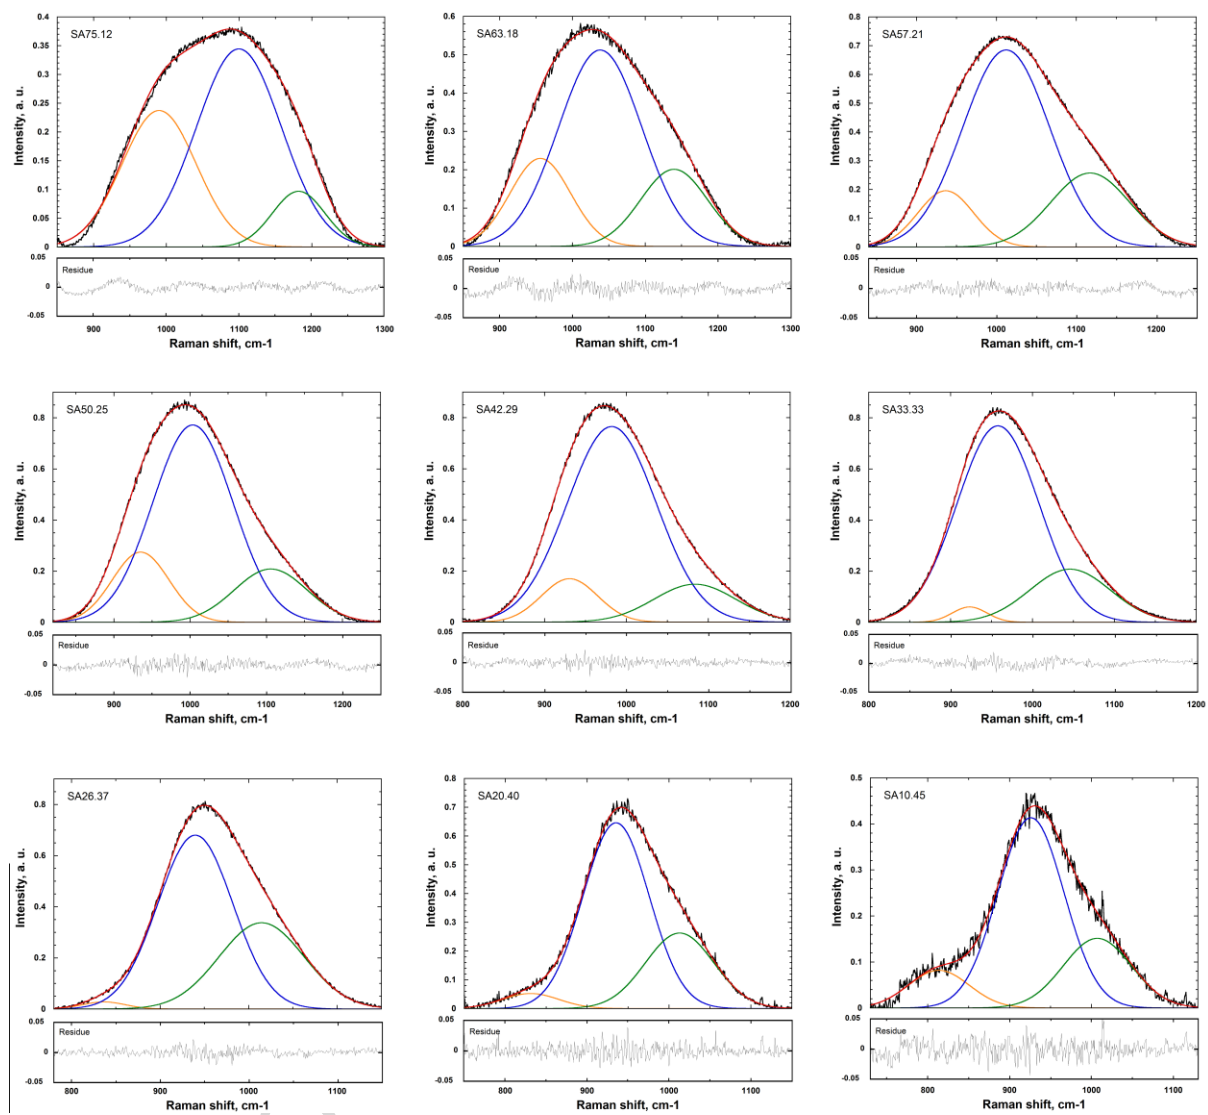 SA75.12
Intensity, a. u.
0.4
0.35
0.3
0.25
0.2
0.15
0.1
0.05
0
0.05
0
-0.05
Residue
900 1000 1100 1200 1300
Raman shift, cm-1
SA63.18
Intensity, a. u.
0.6
0.5
0.4
0.3
0.2
0.1
0
0.05
0
-0.05
Residue
900 1000 1100 1200 1300
Raman shift, cm-1
SA57.21
Intensity, a. u.
0.8
0.7
0.6
0.5
0.4
0.3
0.2
0.1
0
0.05
0
-0.05
Residue
900 1000 1100 1200
Raman shift, cm-1
SA50.25
Intensity, a. u.
0.8
0.6
0.4
0.2
0
0.05
0
-0.05
Residue
900 1000 1100 1200
Raman shift, cm-1
SA42.29
Intensity, a. u.
0.8
0.6
0.4
0.2
0
0.05
0
-0.05
Residue
800 900 1000 1100 1200
Raman shift, cm-1
SA33.33
Intensity, a. u.
0.8
0.6
0.4
0.2
0
0.05
0
-0.05
Residue
800 900 1000 1100 1200
Raman shift, cm-1
SA26.37
Intensity, a. u.
0.8
0.6
0.4
0.2
0
0.05
0
-0.05
Residue
800 900 1000 1100
Raman shift, cm-1
SA20.40
Intensity, a. u.
0.8
0.7
0.6
0.5
0.4
0.3
0.2
0.1
0
0.05
0
-0.05
Residue
800 900 1000 1100
Raman shift, cm-1
SA10.45
Intensity, a. u.
0.5
0.4
0.3
0.2
0.1
0
0.05
0
-0.05
Residue
800 900 1000 1100
Raman shift, cm-1